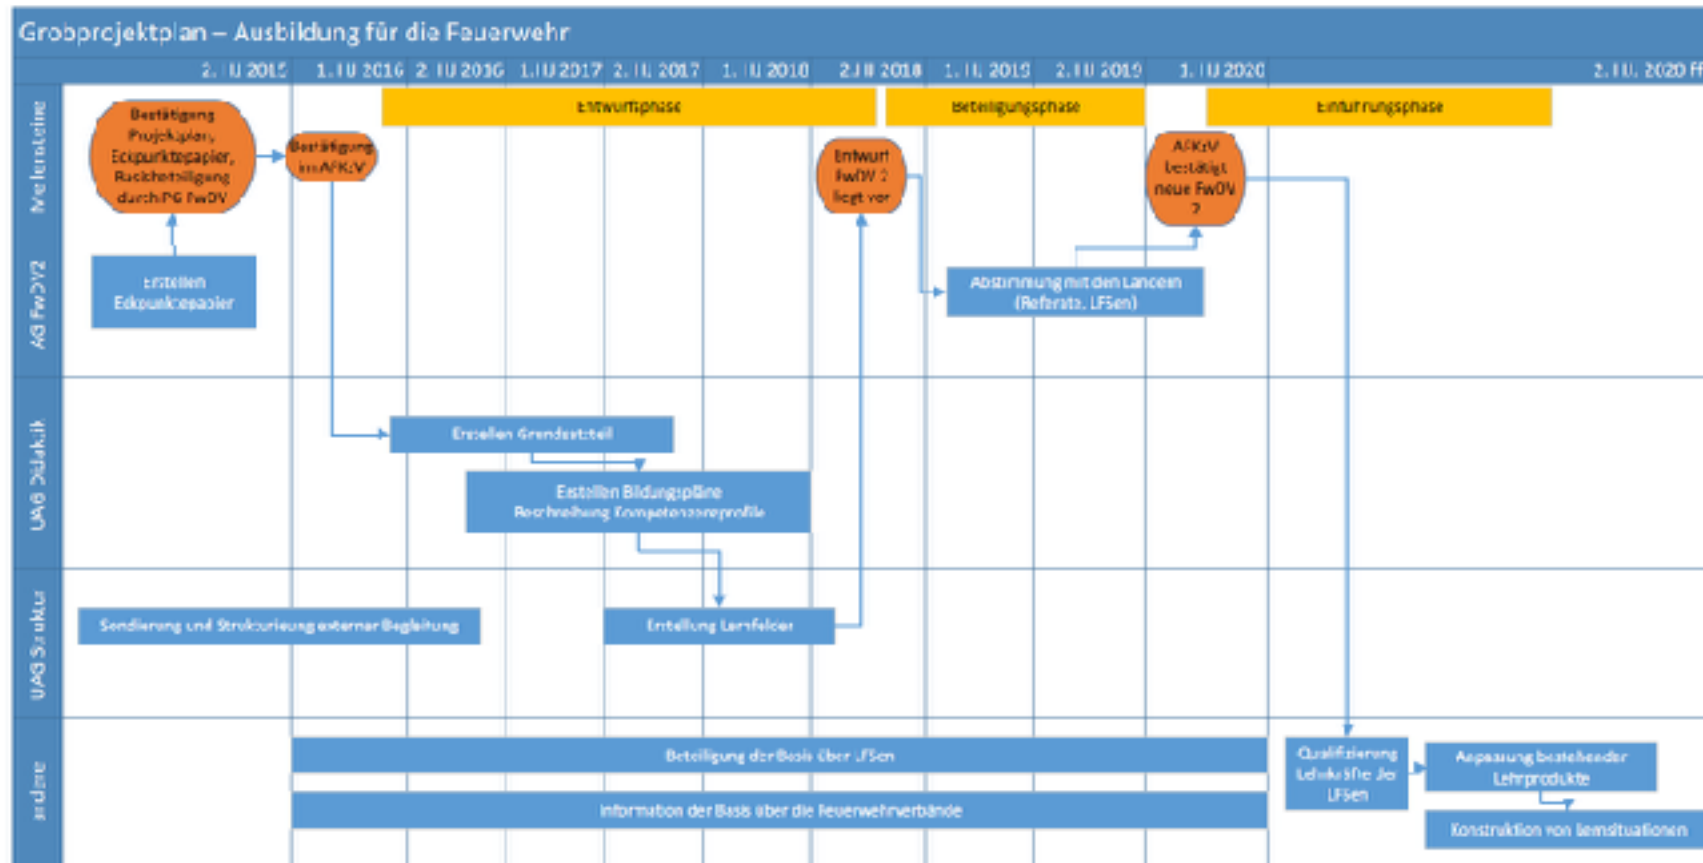 Grobprojektplan – Ausbildung für die Feuerwehr
2. HJ 2015
1. HJ 2016
2. HJ 2016
1. HJ 2017
2. HJ. 2017
1. HJ 2018
2.HJ 2018
1. HJ. 2019
2. HJ 2019
1. HJ 2020
2. HJ. 2020 ff
Meilensteine
Entwurfsphase
Beteiligungsphase
Einführungsphase
Bestätigung
Projektplan,
Eckpunktepapier,
Basisbeteiligung
durch PG FwDV
Bestätigung
im AFKzV
Entwurf
FwDV 2
liegt vor
AFKzV
bestätigt
neue FwDV
2
AG FwDV2
Erstellen
Eckpunktepapier
Abstimmung mit den Ländern
(Referate, LFSen)
UAG Didaktik
Erstellen Grundsatzteil
Erstellen Bildungspläne
Beschreibung
UAG Struktur
Sondierung und externer Begleitung
Erstellung Lernfelder
andere
Beteiligung der Basis über LFSen
Information der Basis über die Feuerwehrverbände
Qualifizierung
Lehrkräfte der
LFSen
Anpassung bestehender
Lehrprodukte
Konstruktion von Lernsituationen